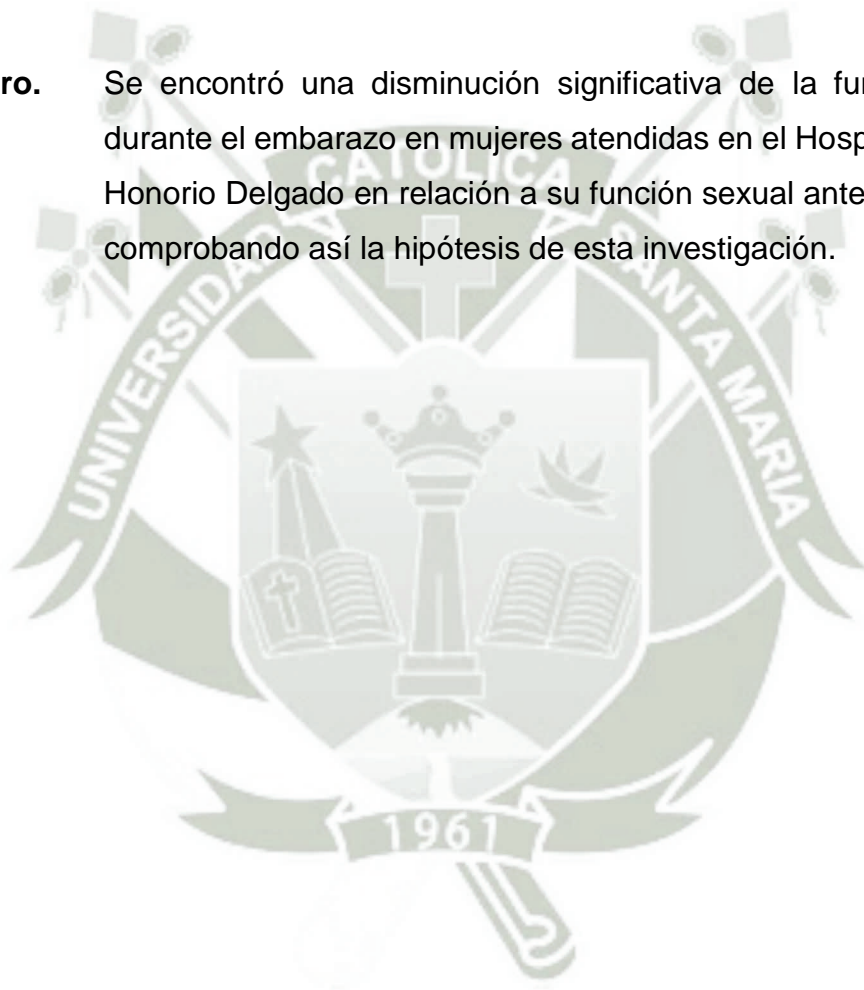 ro. Se encontró una disminución significativa de la fu
durante el embarazo en mujeres atendidas en el Hosp
Honorio Delgado en relación a su función sexual ante
comprobando así la hipótesis de esta investigación.
CATOLICA
UNIVERSIDAD
SANTA MARIA
1961